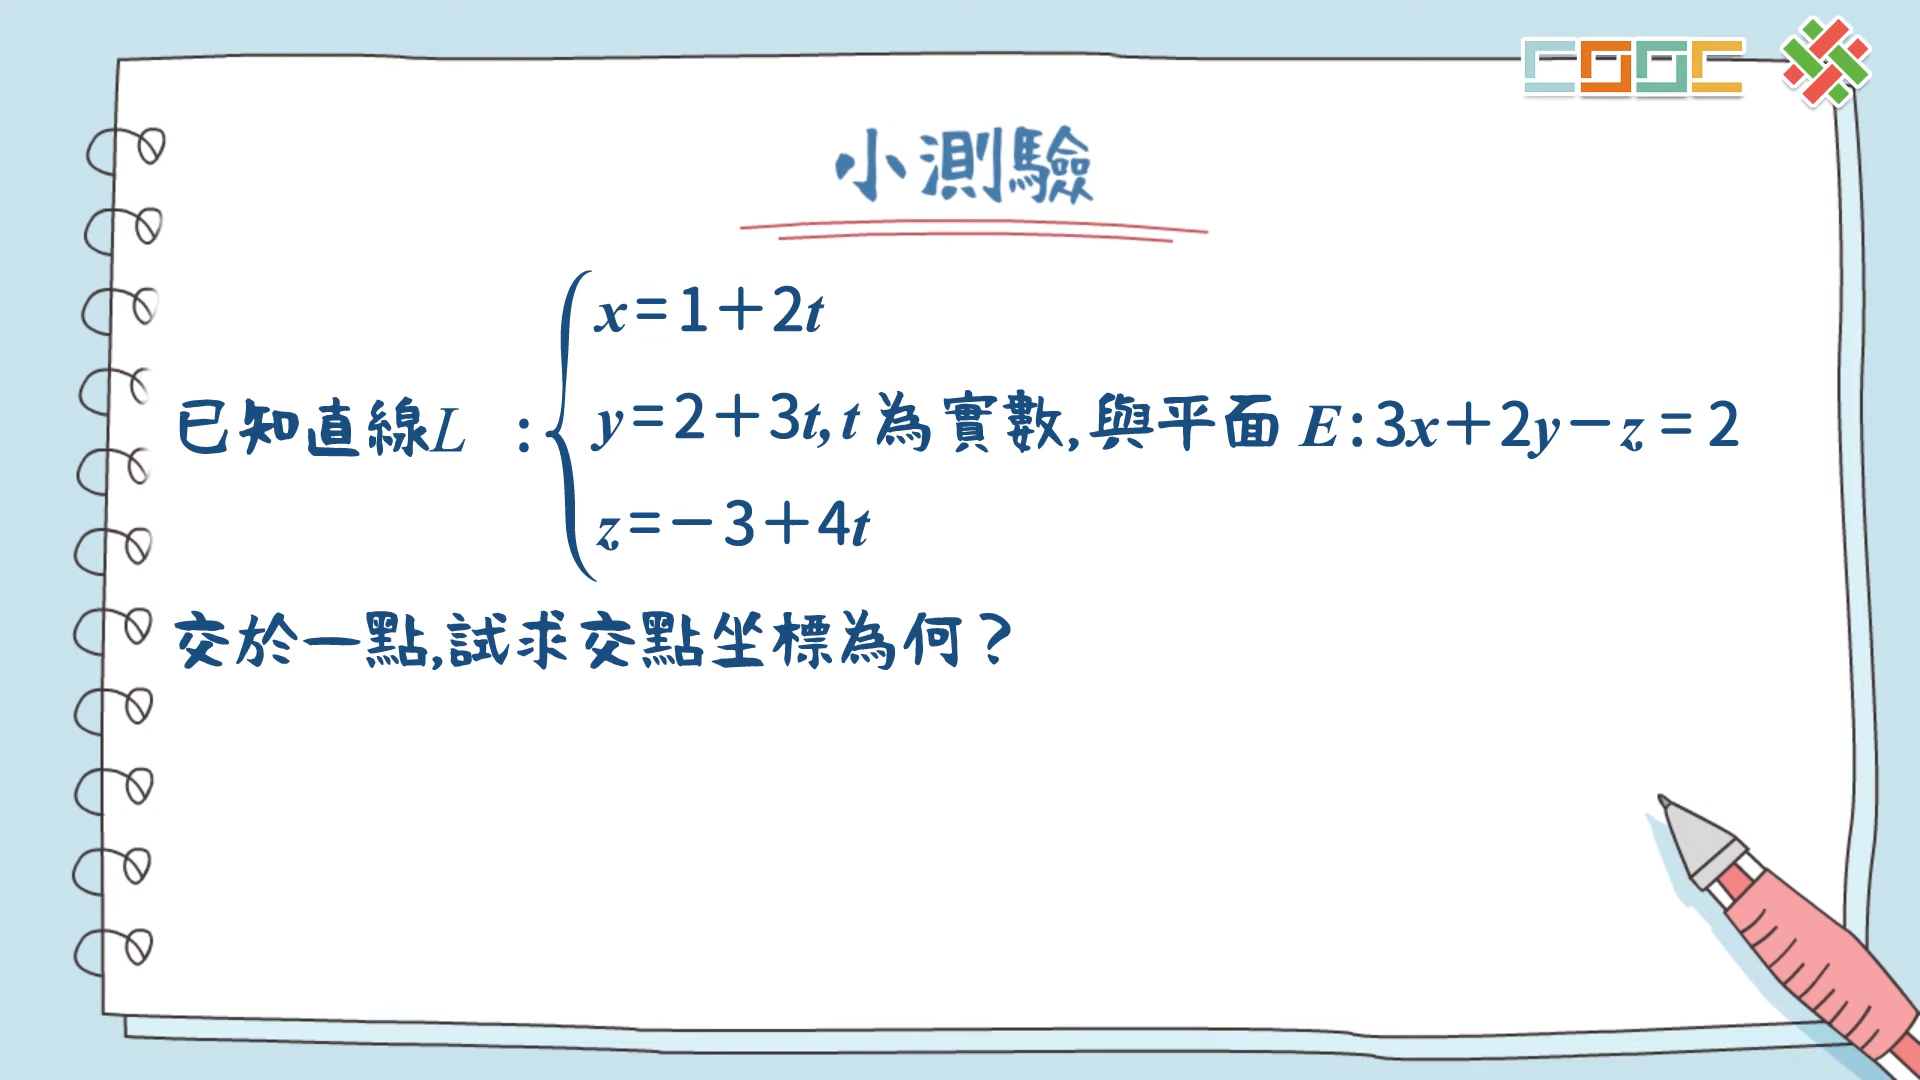 COOC
小測驗
x=1+2t
已知直線L :{ y=2+3t, t 為實數,與平面 E:3x+2y−z=2
z=−3+4t
交於一點,試求交點坐標為何？